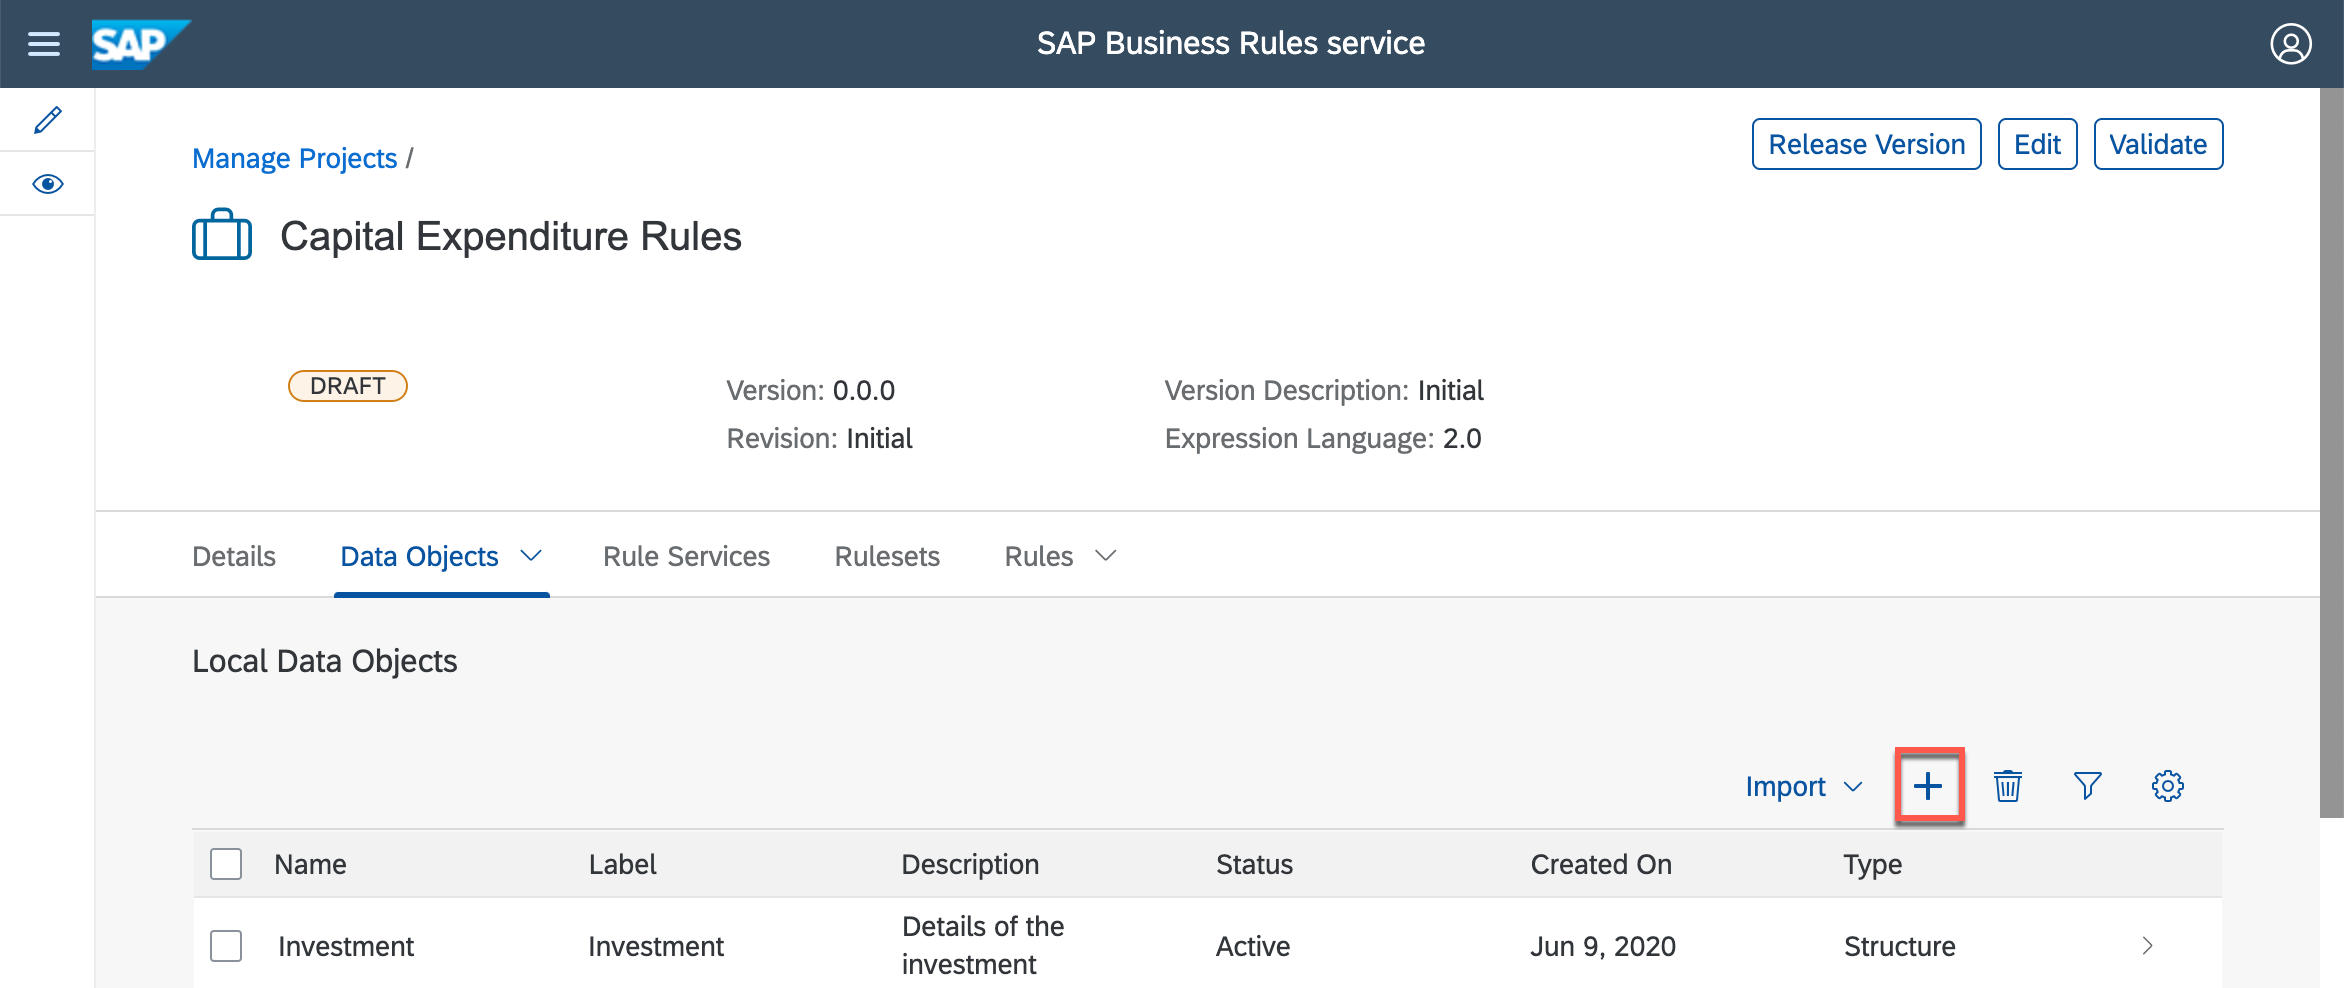 SAP
SAP Business Rules service
Manage Projects /
Release Version
Edit
Validate
Capital Expenditure Rules
DRAFT
Version: 0.0.0
Version Description: Initial
Revision: Initial
Expression Language: 2.0
Details
Data Objects
Rule Services
Rulesets
Rules
Local Data Objects
Import
Name Label Description Status Created On Type
Investment Investment Details of the Active Jun 9, 2020 Structure
investment